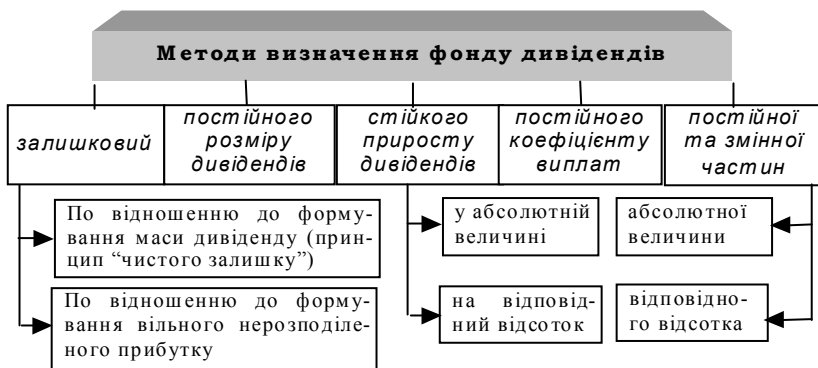 Методи визначення фонду дивідендів
залишковий
постійного
розміру
дивідендів
стійкого
приросту
дивідендів
постійного
коефіцієнту
виплат
постійної
та змінної
частин
По відношенню до форму-
вання маси дивіденду (прин-
цип “чистого залишку”)
По відношенню до форму-
вання вільного нерозподіле-
ного прибутку
у абсолютній
величині
на відповід-
ний відсоток
абсолютної
величини
відповідно-
го відсотка